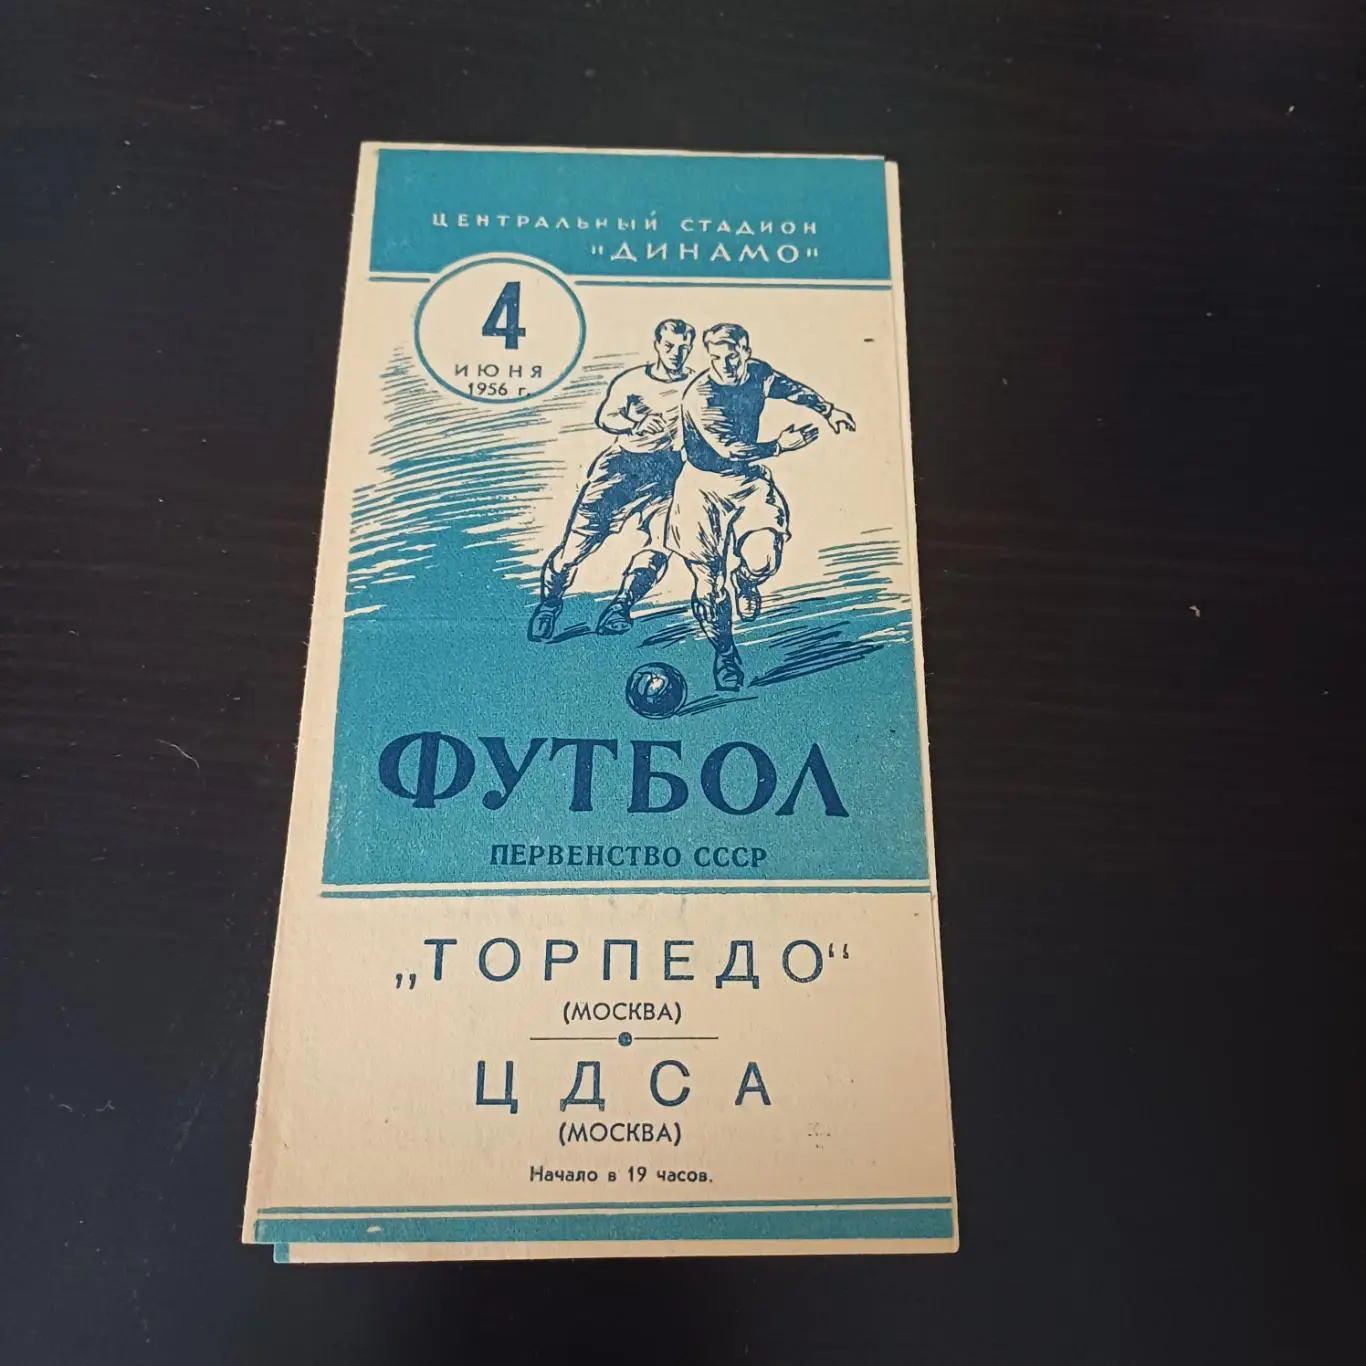 ЦЕНТРАЛЬНЫЙ СТАДИОН
"ДИНАМО"
4
ИЮНЯ
1956 г.
ФУТБОЛ
ПЕРВЕНСТВО СССР
„ТОРПЕДО“
(МОСКВА)
ЦДСА
(МОСКВА)
Начало в 19 часов.